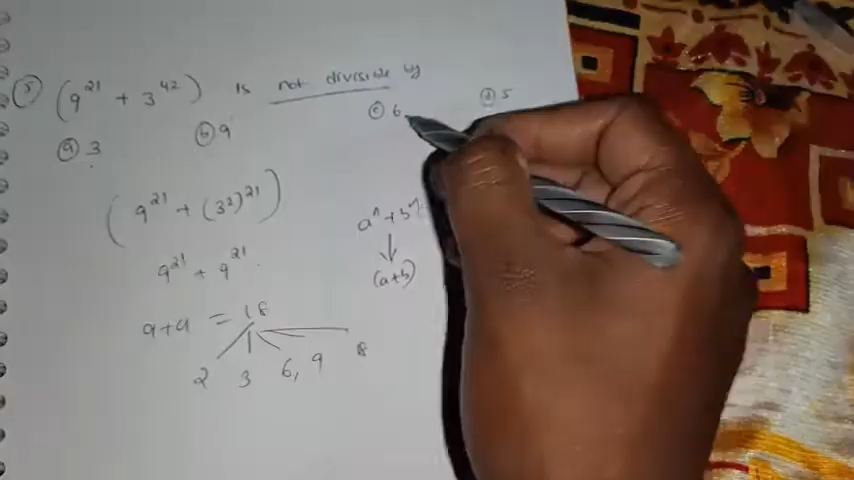 5) (9^21 + 3^42) is not divisible by
(a) 3 (b) 9 (c) 6 (d) 5
(9^21 + (3^2)^21)
a^n + b^n
9^21 + 9^21
(a+b)
9+9 = 18
2 3 6, 9 18